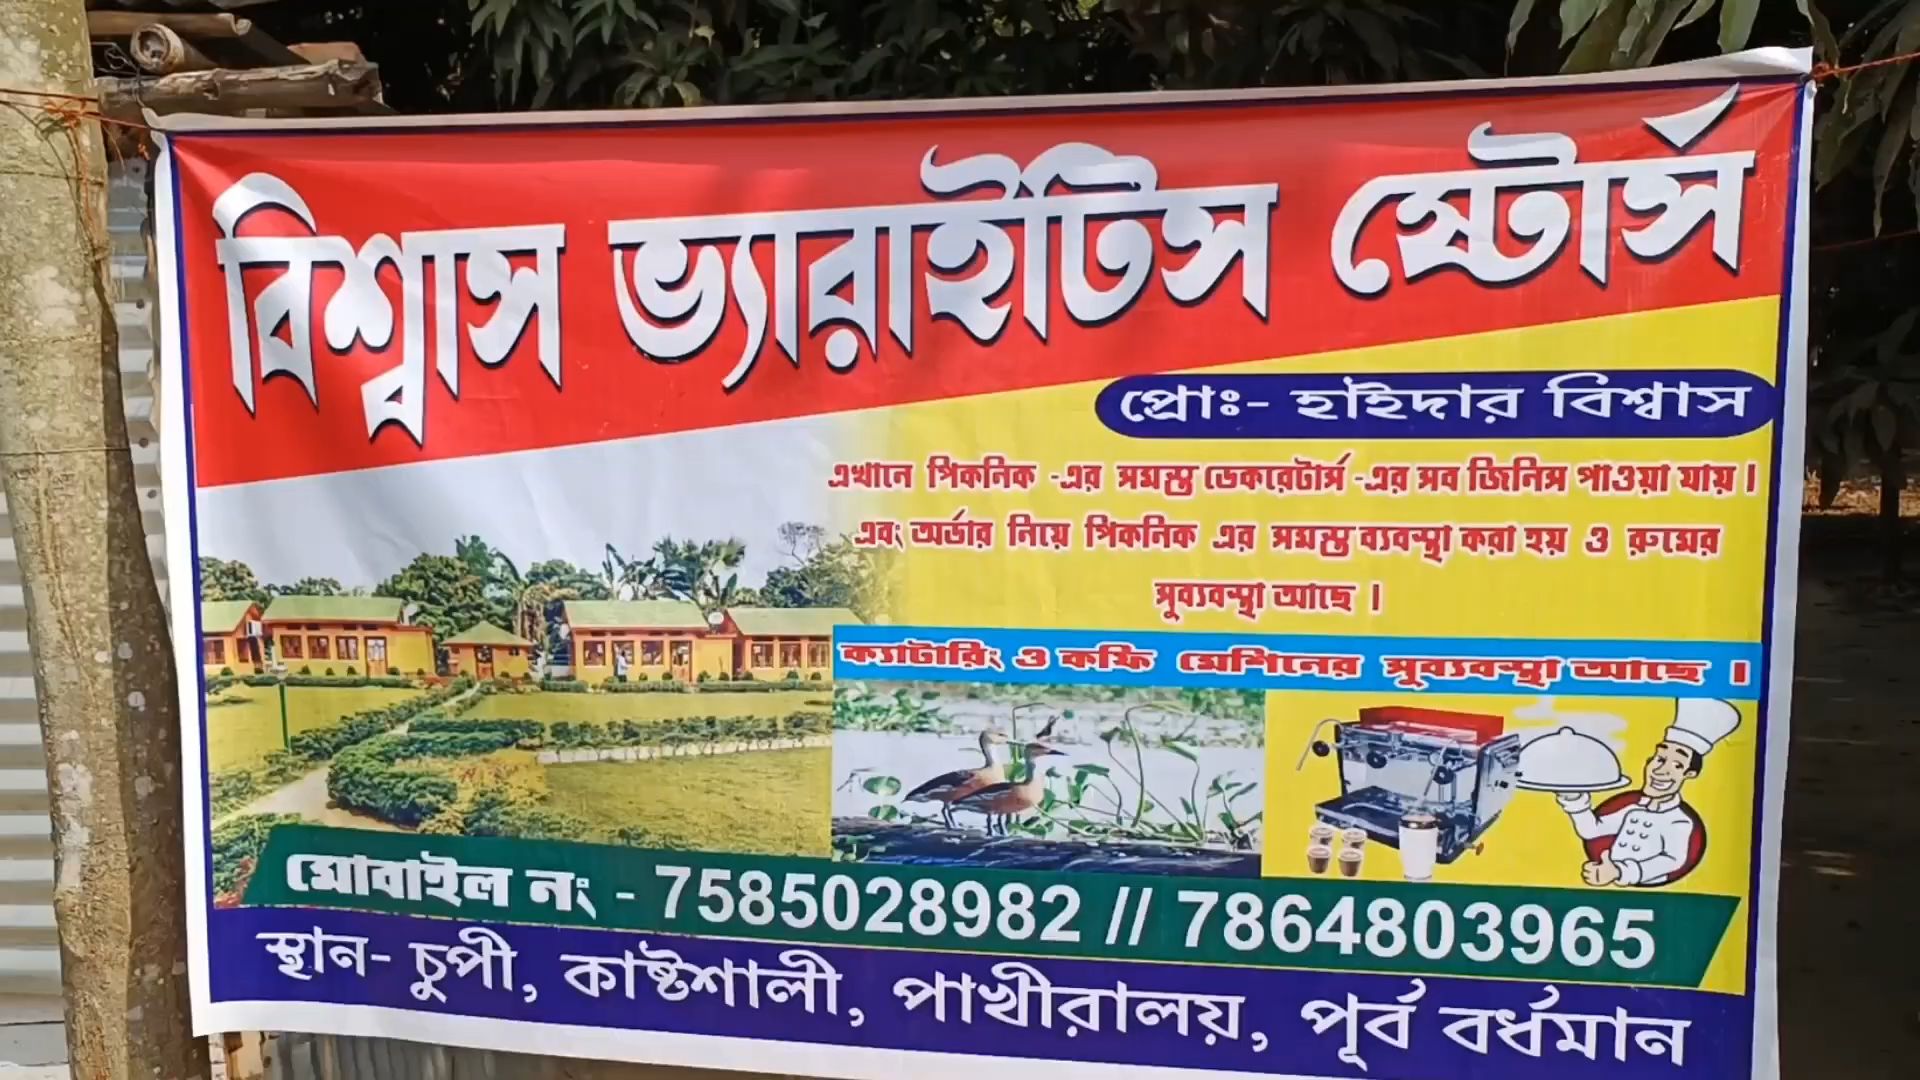 বিশ্বাস ভ্যারাইটিস ষ্টোর্স
প্রোঃ- হাইদার বিশ্বাস
এখানে পিকনিক -এর সমস্ত ডেকরেটার্স -এর সব জিনিস পাওয়া যায় ।
এবং অর্ডার নিয়ে পিকনিক এর সমস্ত ব্যবস্থা করা হয় ও রুমের
সুব্যবস্থা আছে ।
ক্যাটারিং ও কফি মেশিনের সুব্যবস্থা আছে ।
মোবাইল নং - 7585028982 // 7864803965
স্থান- চুপী, কাষ্টশালী, পাখীরালয়, পূর্ব বর্ধমান